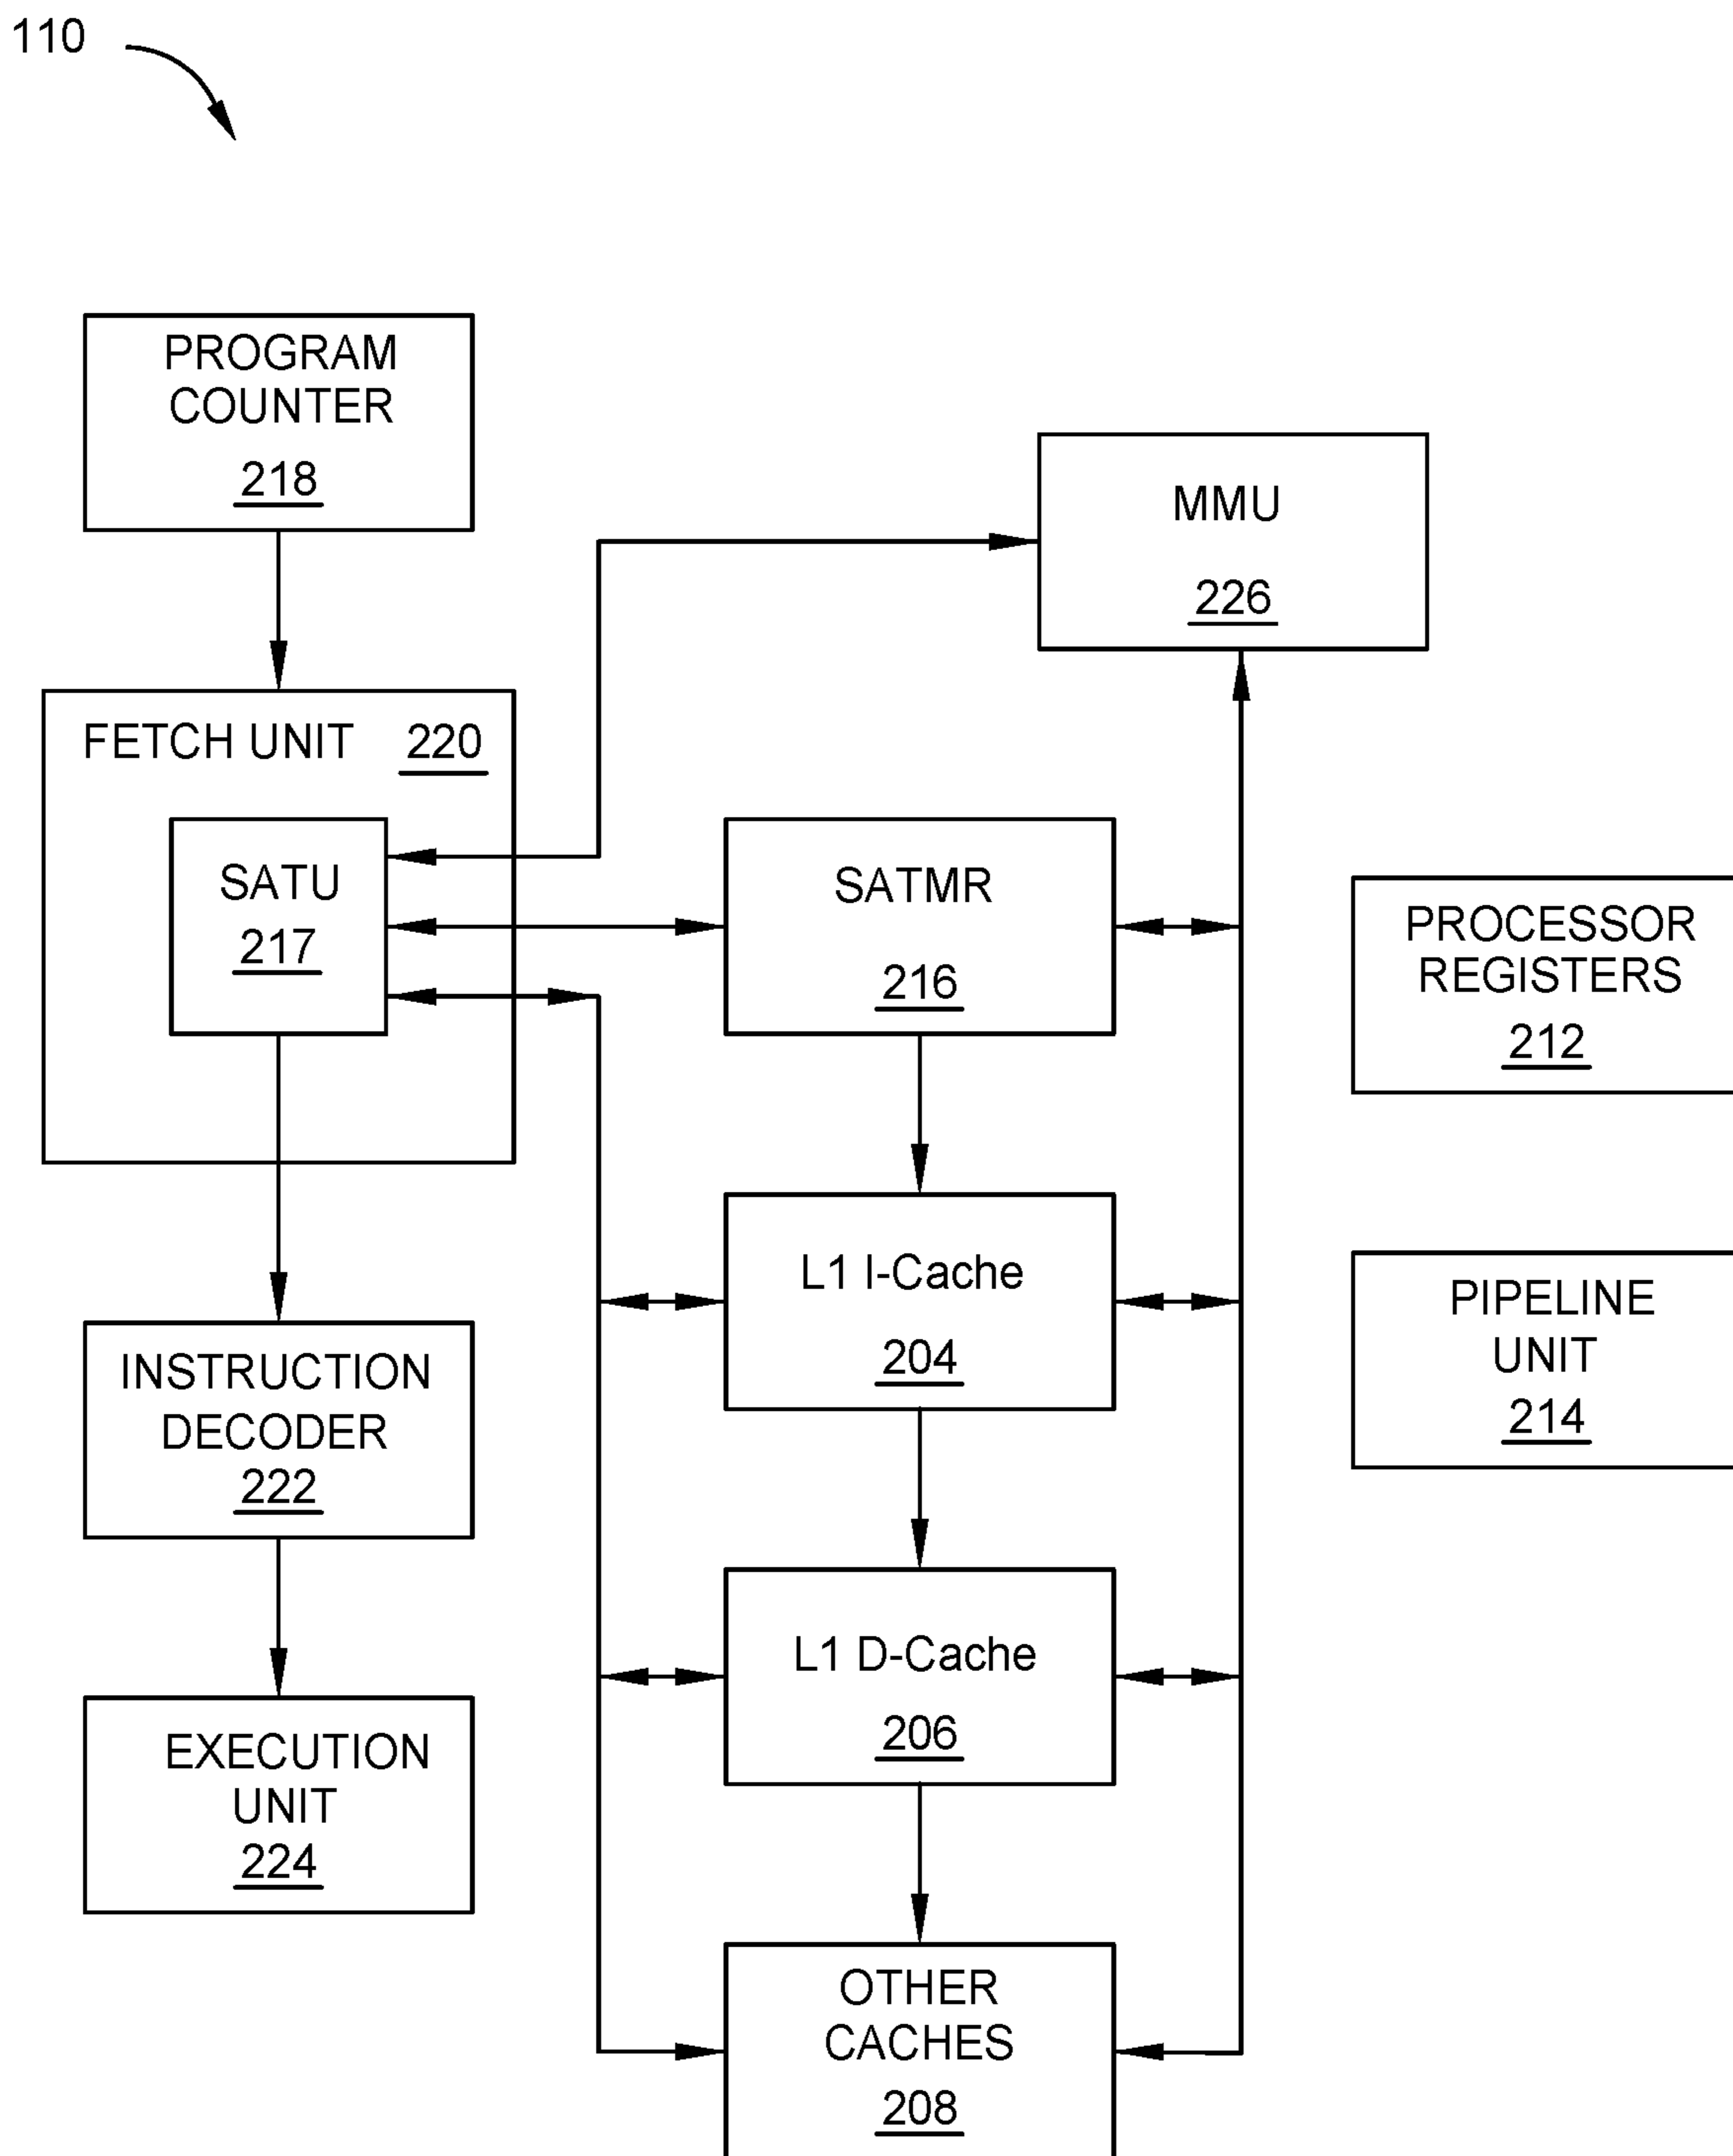 110
PROGRAM
COUNTER
218
MMU
226
FETCH UNIT 220
SATU
217
SATMR
216
PROCESSOR
REGISTERS
212
L1 I-Cache
204
PIPELINE
UNIT
214
INSTRUCTION
DECODER
222
L1 D-Cache
206
EXECUTION
UNIT
224
OTHER
CACHES
208